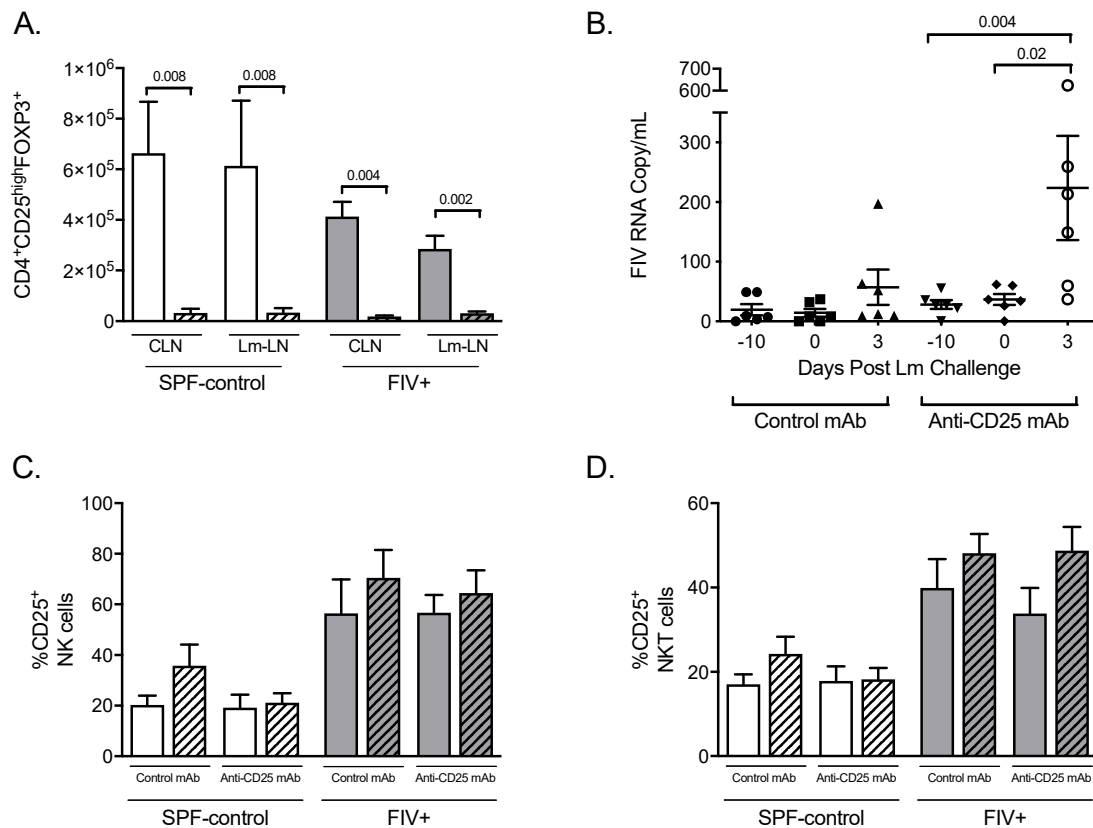 A.
CD4⁺CD25ʰⁱᵍʰFOXP3⁺
1×10⁶
8×10⁵
6×10⁵
4×10⁵
2×10⁵
0
0.008
0.008
0.004
0.002
CLN Lm-LN CLN Lm-LN
SPF-control FIV+
B.
FIV RNA Copy/mL
700
600
300
200
100
0
0.004
0.02
-10 0 3 -10 0 3
Days Post Lm Challenge
Control mAb Anti-CD25 mAb
C.
%CD25⁺
NK cells
100
80
60
40
20
0
Control mAb Anti-CD25 mAb Control mAb Anti-CD25 mAb
SPF-control FIV+
D.
%CD25⁺
NKT cells
60
40
20
0
Control mAb Anti-CD25 mAb Control mAb Anti-CD25 mAb
SPF-control FIV+